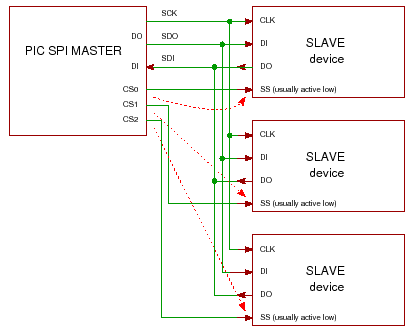 SCK
CLK
DO
SDO
DI
SLAVE
PIC SPI MASTER
device
DI
SDI
DO
CS0
SS (usually active low)
CS1
CS2
CLK
DI
SLAVE
device
DO
SS (usually active low)
CLK
DI
SLAVE
device
DO
SS (usually active low)